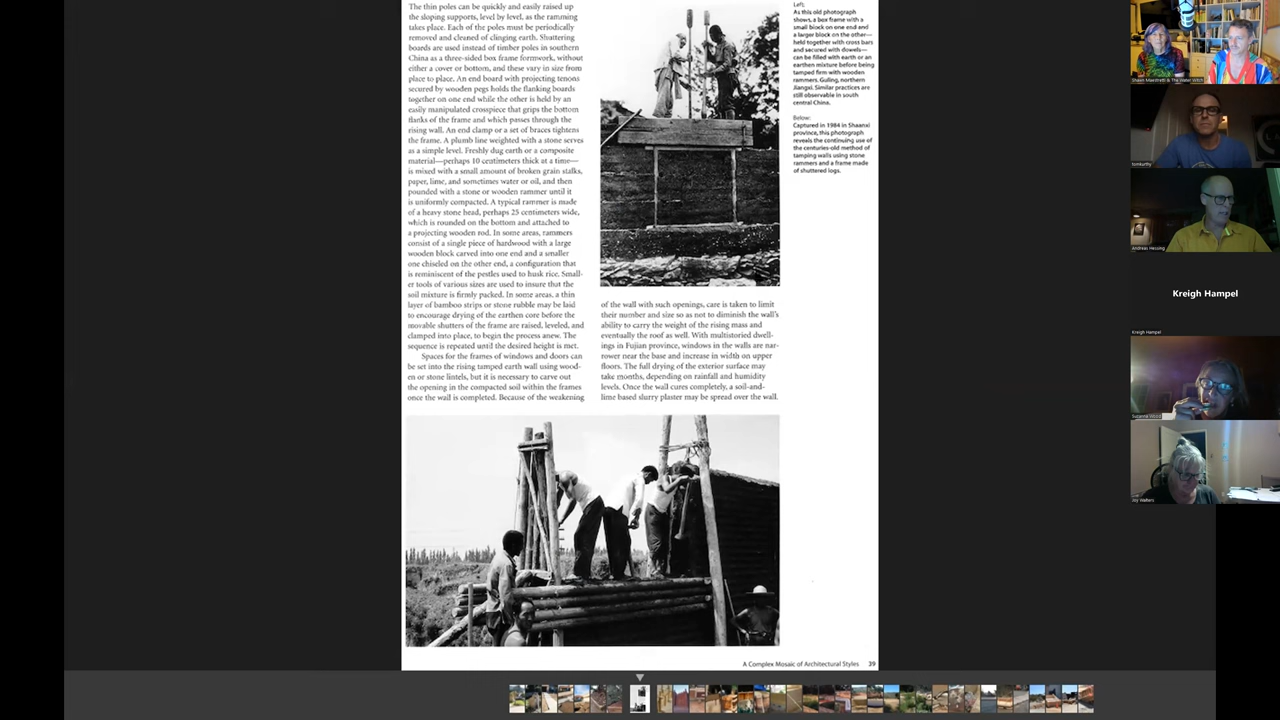 The thin poles can be quickly and easily raised up
the sloping supports, level by level, as the ramming
takes place. Each of the poles must be periodically
removed and cleaned of clinging earth. Shuttering
boards are used instead of timber poles in southern
China as a three-sided box frame formwork, without
either a cover or bottom, and these vary in size from
place to place. An end board with projecting tenons
secured by wooden pegs holds the flanking boards
together on one end while the other is held by an
easily manipulated crosspiece that grips the bottom
flanks of the frame and which passes through the
rising wall. An end clamp or a set of braces tightens
the frame. A plumb line weighted with a stone serves
as a simple level. Freshly dug earth or a composite
material—perhaps 10 centimeters thick at a time—
is mixed with a small amount of broken grain stalks,
paper, lime, and sometimes water or oil, and then
pounded with a stone or wooden rammer until it
is uniformly compacted. A typical rammer is made
of a heavy stone head, perhaps 25 centimeters wide,
which is rounded on the bottom and attached to
a projecting wooden rod. In some areas, rammers
consist of a single piece of hardwood with a large
wooden block carved into one end and a smaller
one chiseled on the other end, a configuration that
is reminiscent of the pestles used to husk rice. Small-
er tools of various sizes are used to insure that the
soil mixture is firmly packed. In some areas, a thin
layer of bamboo strips or stone rubble may be laid
to encourage drying of the earthen core before the
movable shutters of the frame are raised, leveled, and
clamped into place, to begin the process anew. The
sequence is repeated until the desired height is met.
Spaces for the frames of windows and doors can
be set into the rising tamped earth wall using wood-
en or stone lintels, but it is necessary to carve out
the opening in the compacted soil within the frames
once the wall is completed. Because of the weakening
of the wall with such openings, care is taken to limit
their number and size so as not to diminish the wall's
ability to carry the weight of the rising mass and
eventually the roof as well. With multistoried dwell-
ings in Fujian province, windows in the walls are nar-
rower near the base and increase in width on upper
floors. The full drying of the exterior surface may
take months, depending on rainfall and humidity
levels. Once the wall cures completely, a soil-and-
lime based slurry plaster may be spread over the wall.
Left:
As this old photograph
shows, a box frame with a
small block on one end and
a larger block on the other—
held together with cross bars
and secured with dowels—
can be filled with earth or an
earthen mixture before being
tamped firm with wooden
rammers. Guling, northern
Jiangxi. Similar practices are
still observable in south
central China.
Below:
Captured in 1984 in Shaanxi
province, this photograph
reveals the continuing use of
the centuries-old method of
tamping walls using stone
rammers and a frame made
of shuttered logs.
A Complex Mosaic of Architectural Styles 39
Andreas Hessing
Kreigh Hampel
Kreigh Hampel
Joy Walters